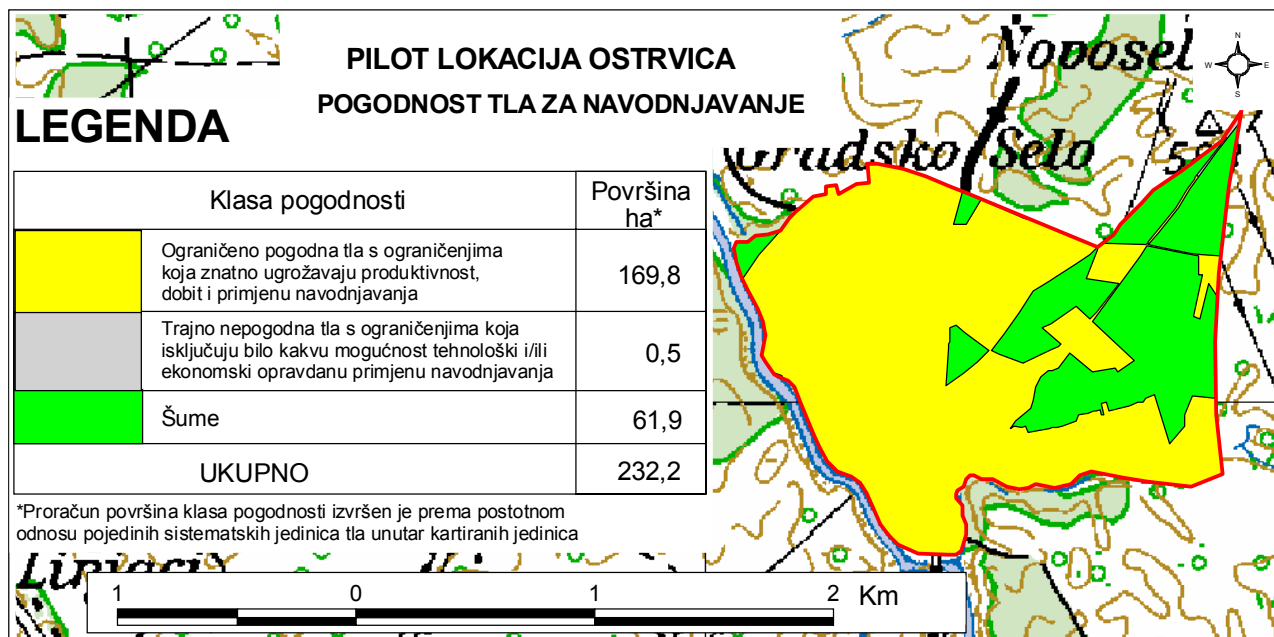 PILOT LOKACIJA OSTRVICA
POGODNOST TLA ZA NAVODNJAVANJE
LEGENDA
Klasa pogodnosti
Površina
ha*
Ograničeno pogodna tla s ograničenjima
koja znatno ugrožavaju produktivnost,
dobit i primjenu navodnjavanja
169,8
Trajno nepogodna tla s ograničenjima koja
isključuju bilo kakvu mogućnost tehnološki i/ili
ekonomski opravdanu primjenu navodnjavanja
0,5
Šume
61,9
UKUPNO
232,2
*Proračun površina klasa pogodnosti izvršen je prema postotnom
odnosu pojedinih sistematskih jedinica tla unutar kartiranih jedinica
1 0 1 2 Km
N
W E
S
Novosel
Selo